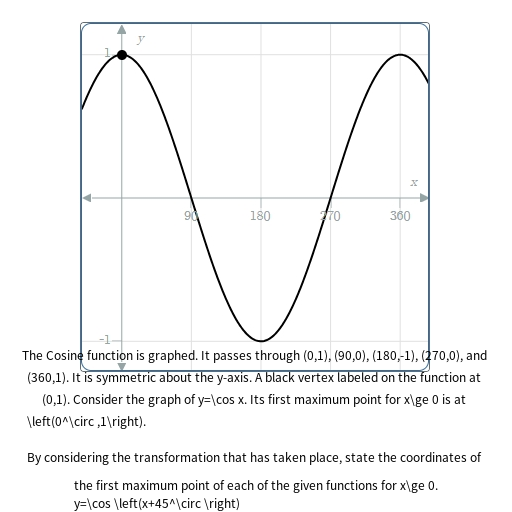 y
1
x
90 180 270 360
-1
The Cosine function is graphed. It passes through (0,1), (90,0), (180,-1), (270,0), and
(360,1). It is symmetric about the y-axis. A black vertex labeled on the function at
(0,1). Consider the graph of y=\cos x. Its first maximum point for x\ge 0 is at
\left(0^\circ ,1\right).
By considering the transformation that has taken place, state the coordinates of
the first maximum point of each of the given functions for x\ge 0.
y=\cos \left(x+45^\circ \right)